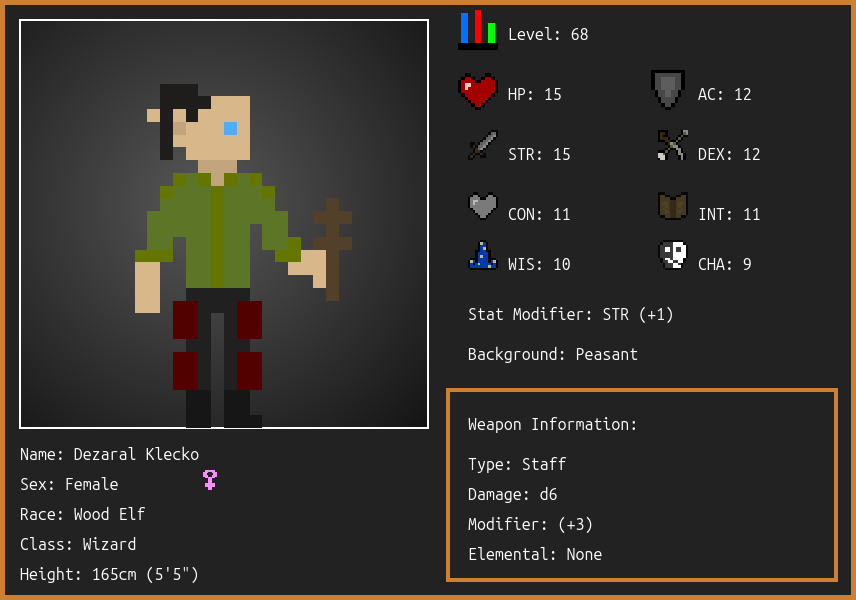 Level: 68
HP: 15
AC: 12
STR: 15
DEX: 12
CON: 11
INT: 11
WIS: 10
CHA: 9
Stat Modifier: STR (+1)
Background: Peasant
Weapon Information:
Type: Staff
Damage: d6
Modifier: (+3)
Elemental: None
Name: Dezaral Klecko
Sex: Female
Race: Wood Elf
Class: Wizard
Height: 165cm (5'5")